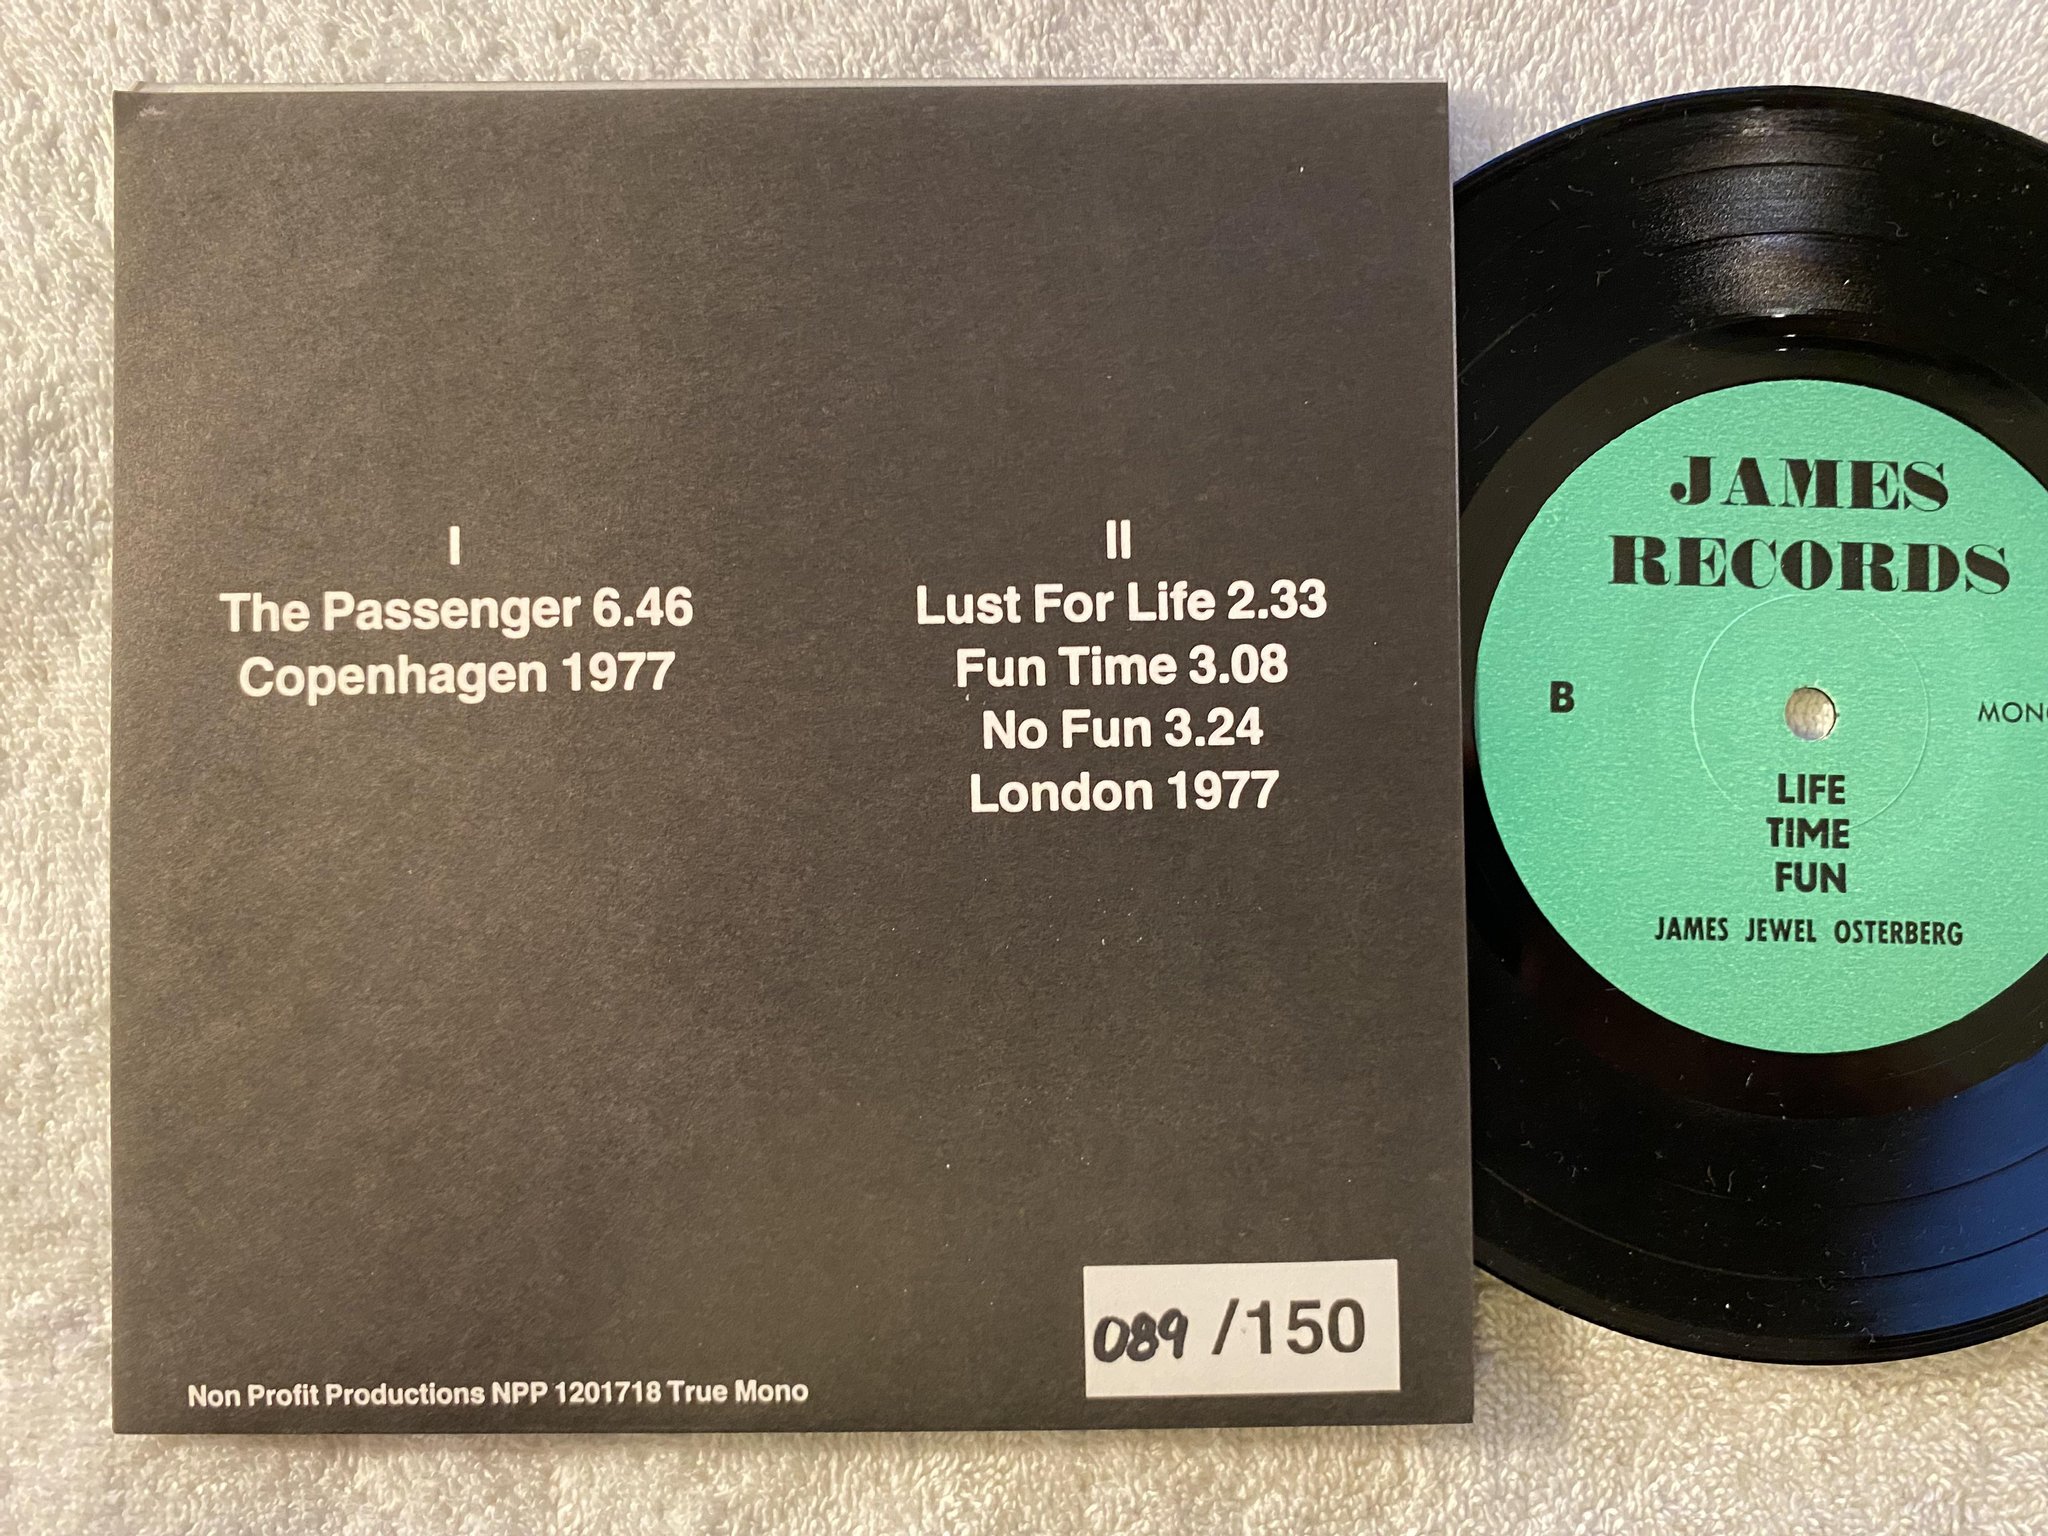 I
The Passenger 6.46
Copenhagen 1977
II
Lust For Life 2.33
Fun Time 3.08
No Fun 3.24
London 1977
089 /150
Non Profit Productions NPP 1201718 True Mono
JAMES
RECORDS
B
MONO
LIFE
TIME
FUN
JAMES JEWEL OSTERBERG